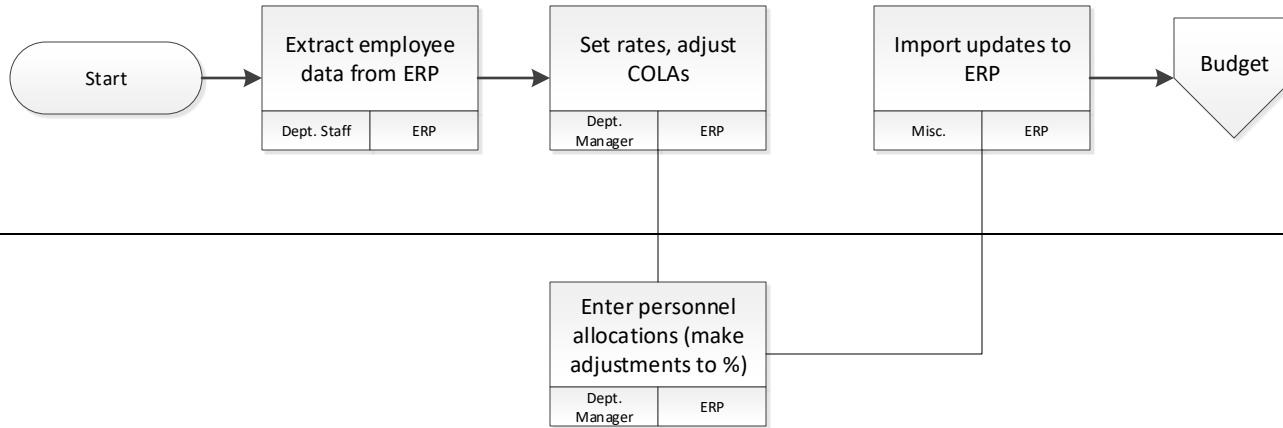 Start
Extract employee
data from ERP
Dept. Staff
ERP
Set rates, adjust
COLAs
Dept.
Manager
ERP
Import updates to
ERP
Misc.
ERP
Budget
Enter personnel
allocations (make
adjustments to %)
Dept.
Manager
ERP